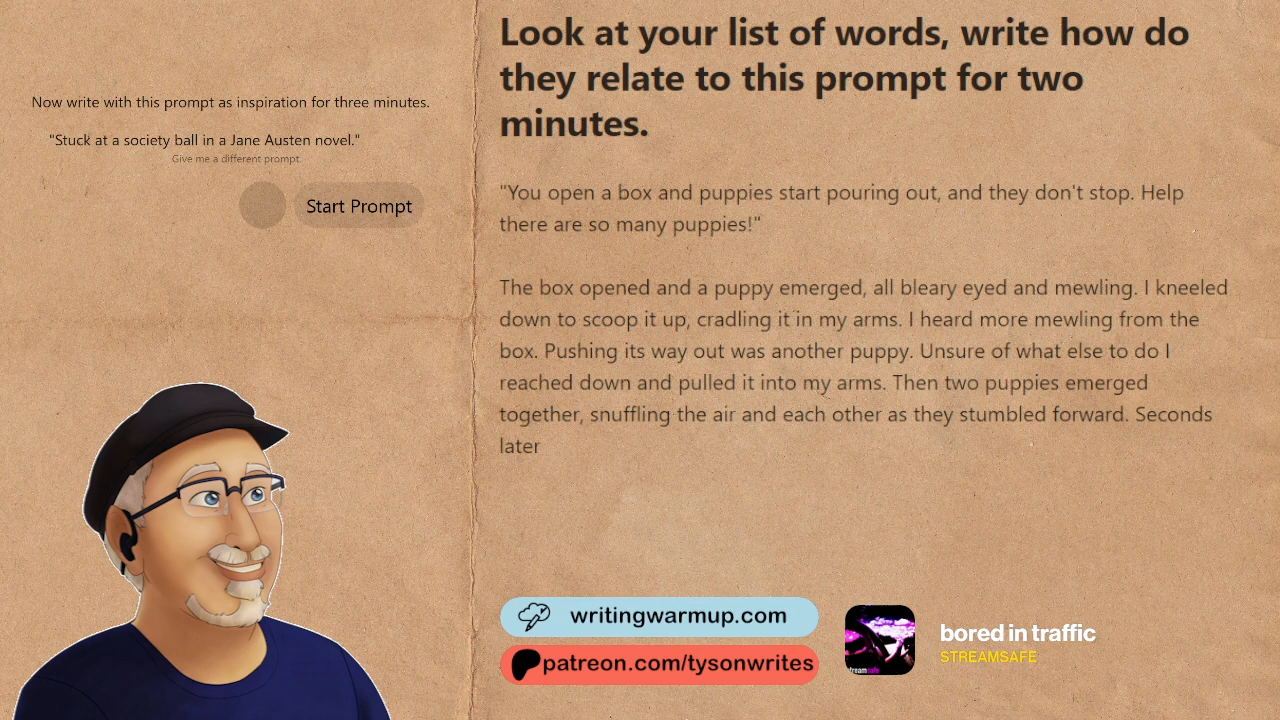 Now write with this prompt as inspiration for three minutes.
"Stuck at a society ball in a Jane Austen novel."
Give me a different prompt.
Start Prompt
Look at your list of words, write how do
they relate to this prompt for two
minutes.
"You open a box and puppies start pouring out, and they don't stop. Help
there are so many puppies!"
The box opened and a puppy emerged, all bleary eyed and mewling. I kneeled
down to scoop it up, cradling it in my arms. I heard more mewling from the
box. Pushing its way out was another puppy. Unsure of what else to do I
reached down and pulled it into my arms. Then two puppies emerged
together, snuffling the air and each other as they stumbled forward. Seconds
later
writingwarmup.com
patreon.com/tysonwrites
bored in traffic
STREAMSAFE